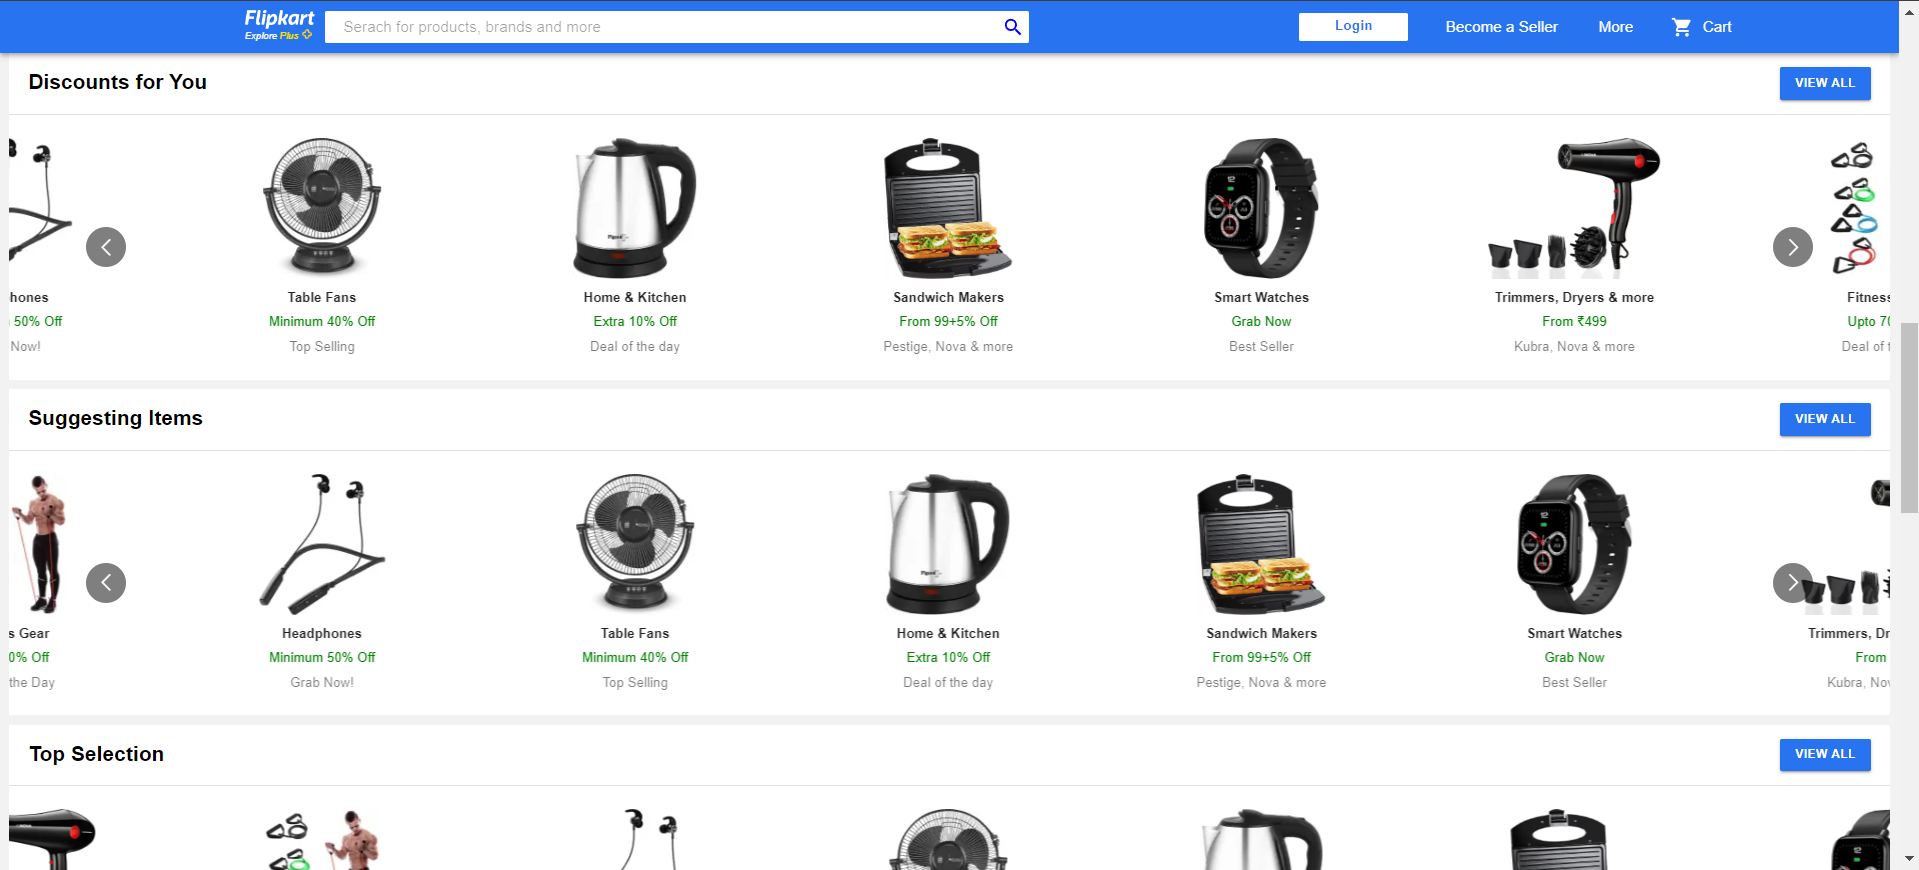 Flipkart
Explore Plus
Serach for products, brands and more
Login
Become a Seller
More
Cart
Discounts for You
VIEW ALL
hones
50% Off
Now!
Table Fans
Minimum 40% Off
Top Selling
Home & Kitchen
Extra 10% Off
Deal of the day
Sandwich Makers
From 99+5% Off
Pestige, Nova & more
Smart Watches
Grab Now
Best Seller
Trimmers, Dryers & more
From ₹499
Kubra, Nova & more
Fitness
Upto 70
Deal of t
Suggesting Items
VIEW ALL
s Gear
0% Off
the Day
Headphones
Minimum 50% Off
Grab Now!
Table Fans
Minimum 40% Off
Top Selling
Home & Kitchen
Extra 10% Off
Deal of the day
Sandwich Makers
From 99+5% Off
Pestige, Nova & more
Smart Watches
Grab Now
Best Seller
Trimmers, Dr
From
Kubra, Nov
Top Selection
VIEW ALL